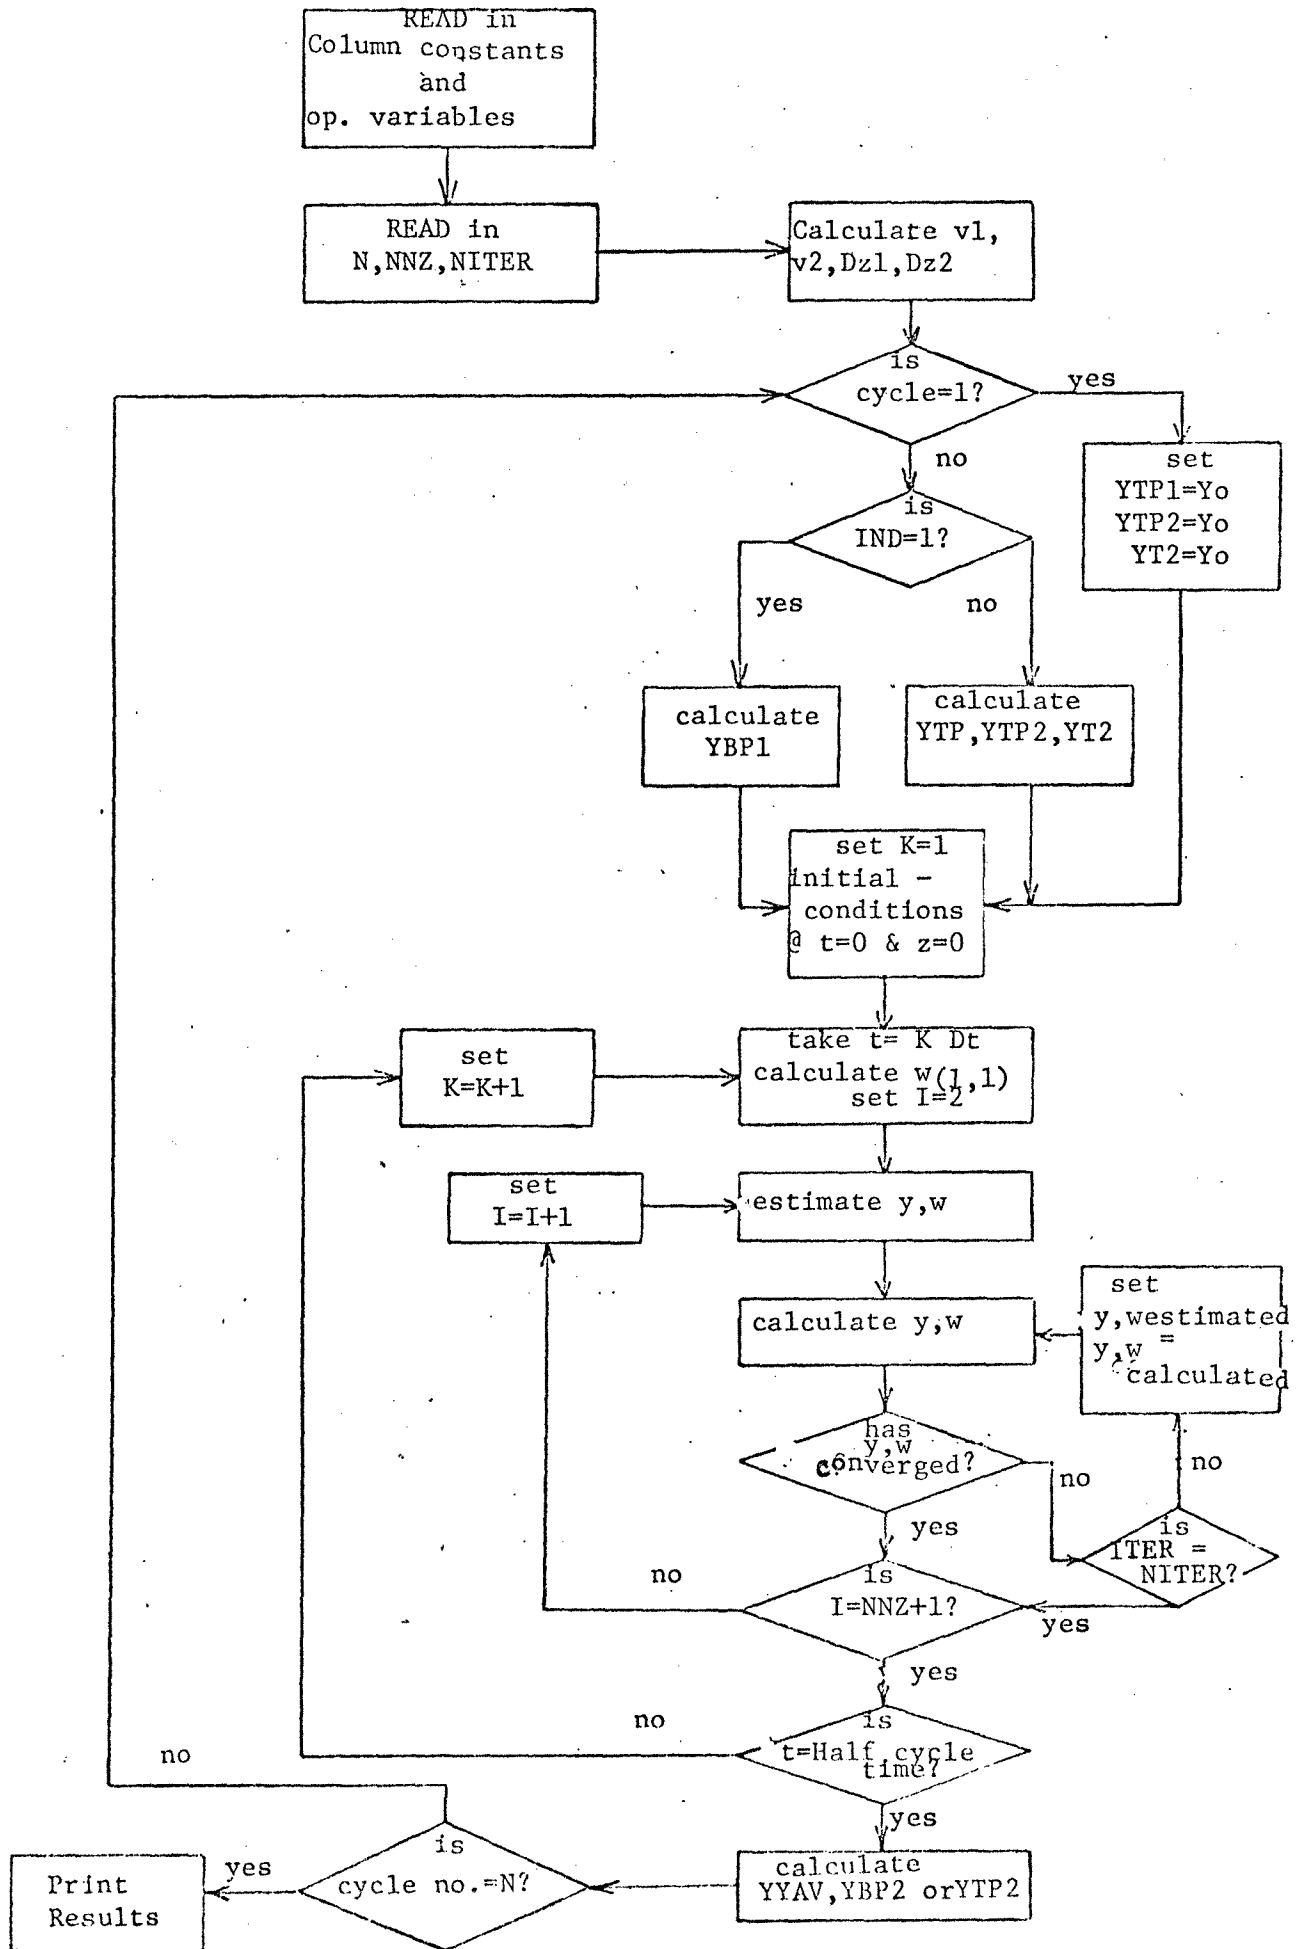 READ in
Column constants
and
op. variables
READ in
N,NNZ,NITER
Calculate v1,
v2,Dz1,Dz2
is
cycle=1?
yes
no
set
YTP1=Yo
YTP2=Yo
YT2=Yo
is
IND=1?
yes
no
calculate
YBP1
calculate
YTP,YTP2,YT2
set K=1
initial -
conditions
@ t=0 & z=0
set
K=K+1
take t= K Dt
calculate w(1,1)
set I=2
set
I=I+1
estimate y,w
calculate y,w
set
y,westimated
y,w =
calculated
has
y,w
converged?
no
no
yes
is
ITER =
NITER?
no
is
I=NNZ+1?
yes
yes
no
is
t=Half cycle
time?
no
yes
is
cycle no.=N?
yes
calculate
YYAV,YBP2 orYTP2
Print
Results